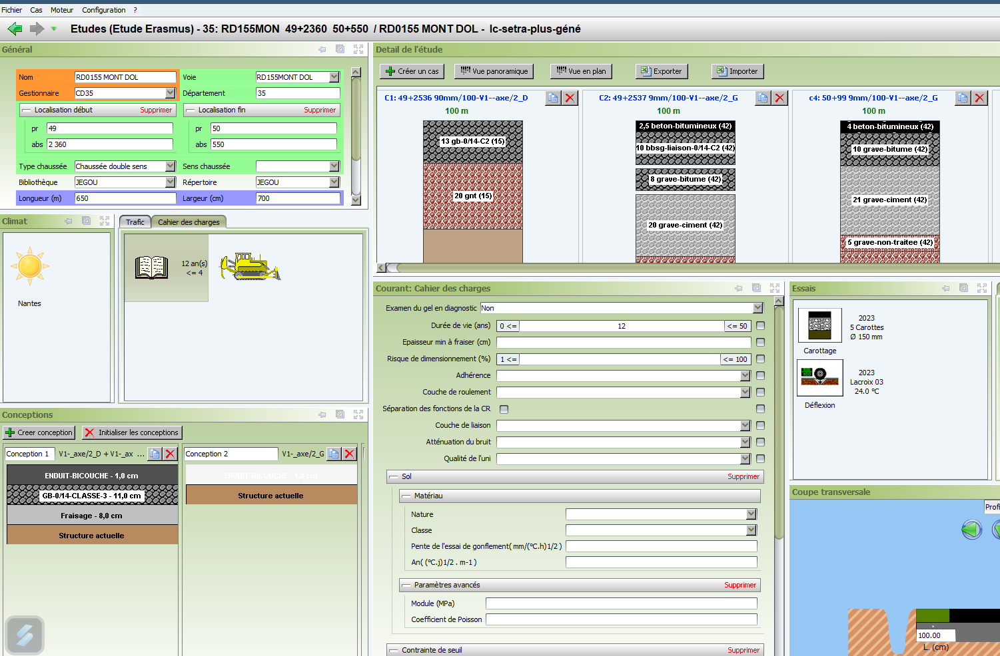 Fichier Cas Moteur Configuration ?
Etudes (Etude Erasmus) - 35: RD155MON 49+2360 50+550 / RD0155 MONT DOL - lc-setra-plus-géné
Général
Nom RD0155 MONT DOL Voie RD155MONT DOL
Gestionnaire CD35 Département 35
Localisation début Supprimer Localisation fin Supprimer
pr 49 pr 50
abs 2 360 abs 550
Type chaussée Chaussée double sens Sens chaussée
Bibliothèque JEGOU Répertoire JEGOU
Longueur (m) 650 Largeur (cm) 700
Detail de l'étude
Créer un cas Vue panoramique Vue en plan Exporter Importer
C1: 49+2536 90mm/100-V1--axe/2_D
100 m
13 gb-0/14-C2 (15)
20 gnt (15)
C2: 49+2537 9mm/100-V1--axe/2_G
100 m
2,5 beton-bitumineux (42)
10 bbsg-liaison-0/14-C2 (42)
8 grave-bitume (42)
20 grave-ciment (42)
c4: 50+99 9mm/100-V1--axe/2_G
100 m
4 beton-bitumineux (42)
10 grave-bitume (42)
21 grave-ciment (42)
5 grave-non-traitee (42)
Climat
Nantes
Trafic Cahier des charges
12 an(s)
<= 4
Courant: Cahier des charges
Examen du gel en diagnostic Non
Durée de vie (ans) 0 <= 12 <= 50
Epaisseur min à fraiser (cm)
Risque de dimensionnement (%) 1 <= <= 100
Adhérence
Couche de roulement
Séparation des fonctions de la CR
Couche de liaison
Atténuation du bruit
Qualité de l'uni
Sol Supprimer
Matériau
Nature
Classe
Pente de l'essai de gonflement( mm/(°C.h)1/2 )
An( (°C.j)1/2 . m-1 )
Paramètres avancés Supprimer
Module (MPa)
Coefficient de Poisson
Contrainte de seuil Supprimer
Essais
2023
5 Carottes
Ø 150 mm
Carottage
2023
Lacroix 03
24.0 °C
Déflexion
Conceptions
Creer conception Initialiser les conceptions
Conception 1 V1-_axe/2_D + V1-_ax ...
ENDUIT-BICOUCHE - 1,0 cm
GB-0/14-CLASSE-3 - 11,0 cm
Fraisage - 8,0 cm
Structure actuelle
Conception 2 V1-_axe/2_G
ENDUIT-BICOUCHE - 1,0 cm
Structure actuelle
Coupe transversale
Profi
100.00
L. (cm)